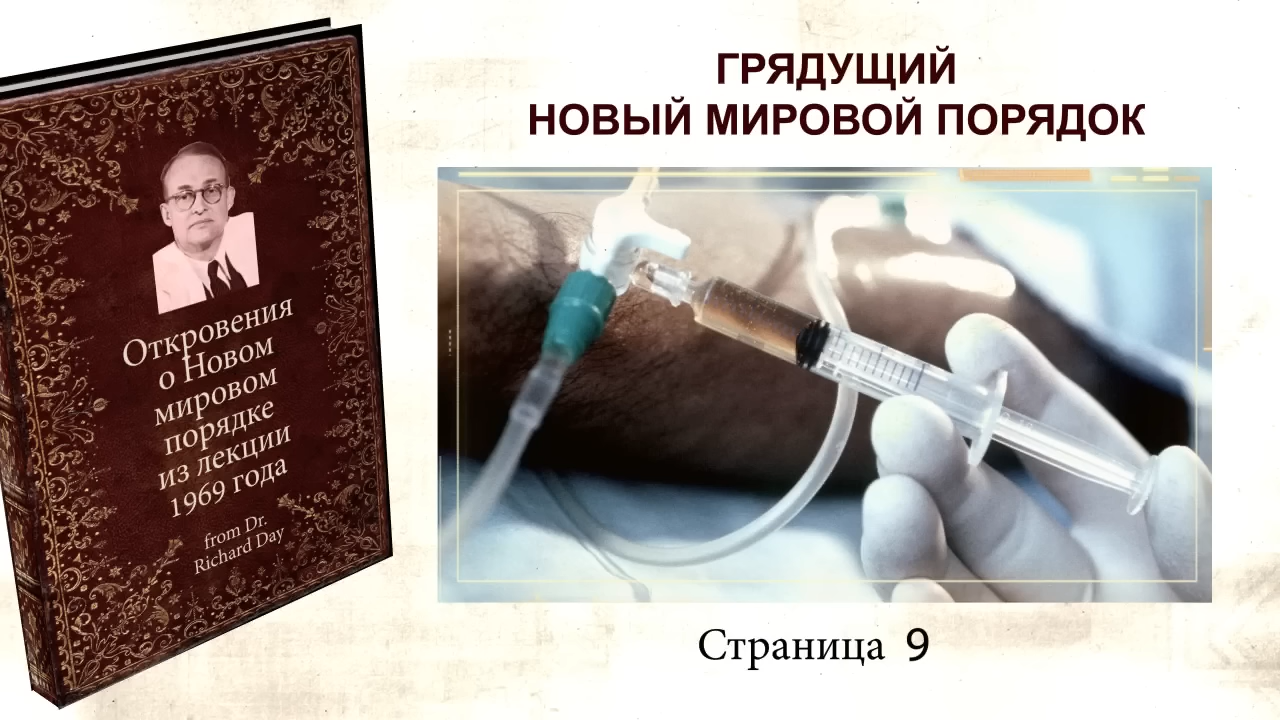 ГРЯДУЩИЙ
НОВЫЙ МИРОВОЙ ПОРЯДОК
Откровения
о Новом
мировом
порядке
из лекции
1969 года
from Dr.
Richard Day
Страница 9